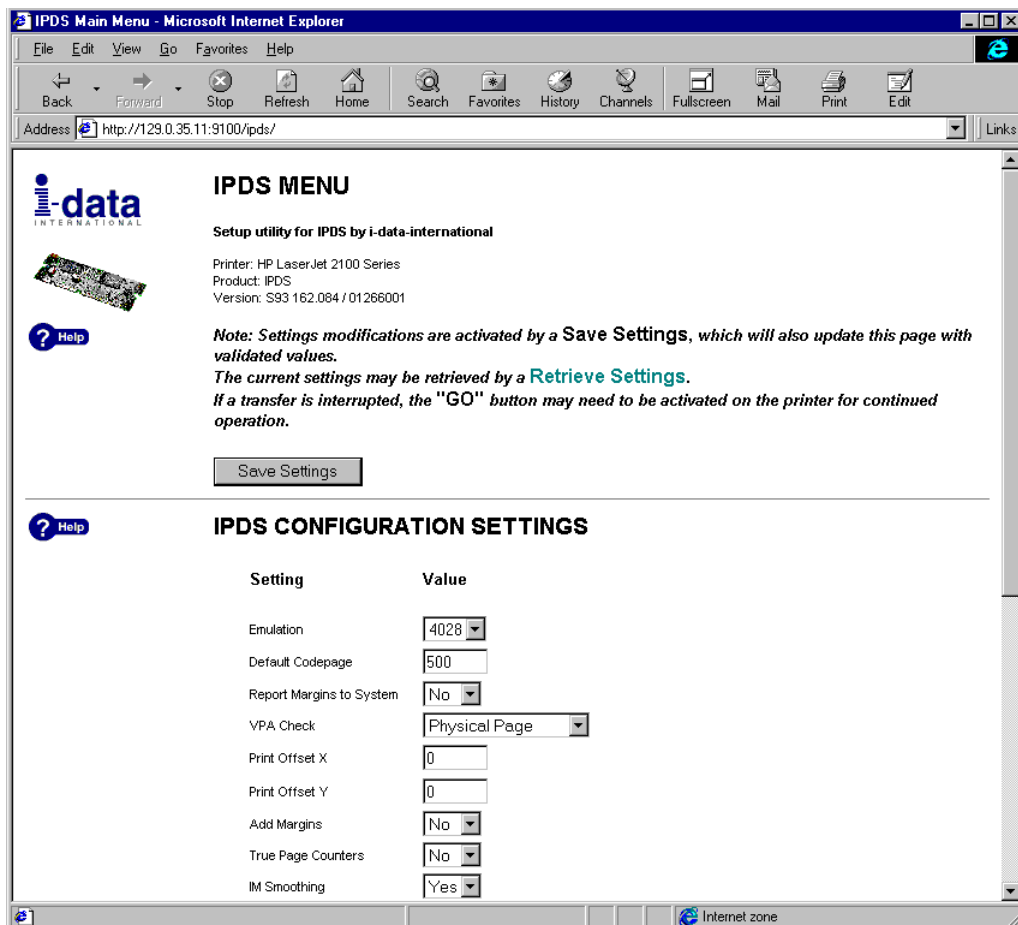 IPDS Main Menu - Microsoft Internet Explorer
File Edit View Go Favorites Help
Back Forward Stop Refresh Home Search Favorites History Channels Fullscreen Mail Print Edit
Address http://129.0.35.11:9100/ipds/ Links
i-data
INTERNATIONAL
IPDS MENU
Setup utility for IPDS by i-data-international
Printer: HP LaserJet 2100 Series
Product: IPDS
Version: S93 162.084 / 01266001
? Help
Note: Settings modifications are activated by a Save Settings, which will also update this page with
validated values.
The current settings may be retrieved by a Retrieve Settings.
If a transfer is interrupted, the "GO" button may need to be activated on the printer for continued
operation.
Save Settings
? Help
IPDS CONFIGURATION SETTINGS
Setting Value
Emulation 4028
Default Codepage 500
Report Margins to System No
VPA Check Physical Page
Print Offset X 0
Print Offset Y 0
Add Margins No
True Page Counters No
IM Smoothing Yes
Internet zone